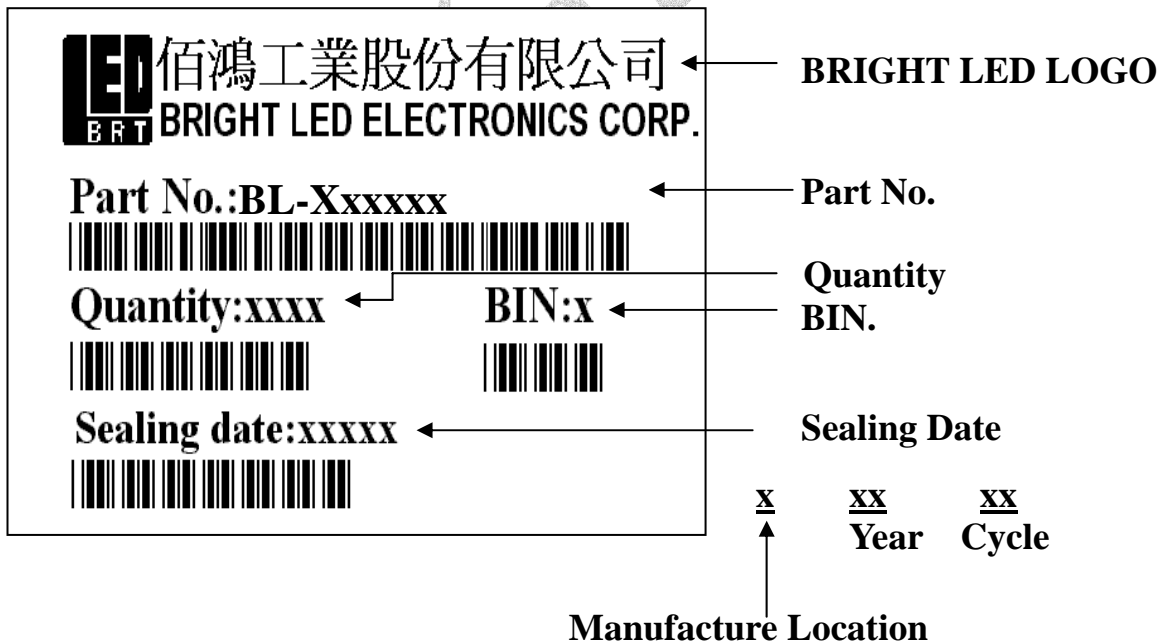 佰鴻工業股份有限公司
BRT BRIGHT LED ELECTRONICS CORP.
BRIGHT LED LOGO
Part No.:BL-Xxxxxx
Part No.
Quantity:xxxx
BIN:x
Quantity
BIN.
Sealing date:xxxxx
Sealing Date
x xx xx
Year Cycle
Manufacture Location